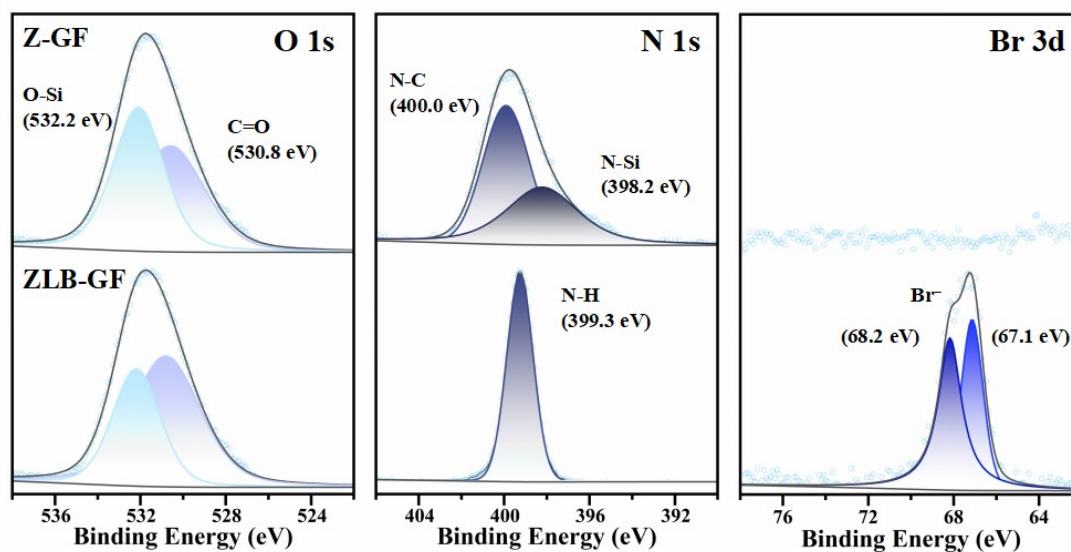 Z-GF
O 1s
O-Si
(532.2 eV)
C=O
(530.8 eV)
ZLB-GF
536 532 528 524
Binding Energy (eV)
N 1s
N-C
(400.0 eV)
N-Si
(398.2 eV)
N-H
(399.3 eV)
404 400 396 392
Binding Energy (eV)
Br 3d
Br⁻
(68.2 eV) (67.1 eV)
76 72 68 64
Binding Energy (eV)